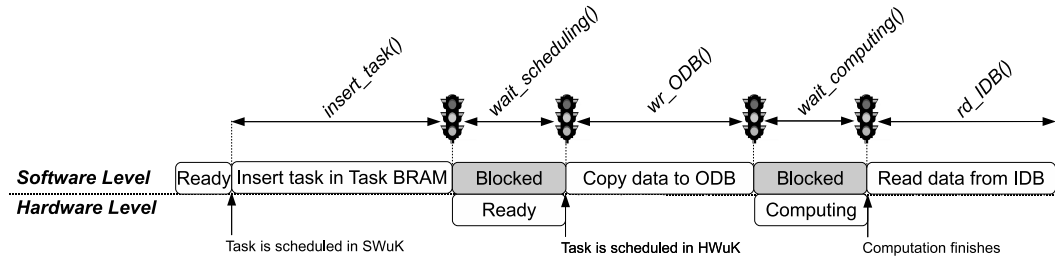 insert_task()
wait_scheduling()
wr_ODB()
wait_computing()
rd_IDB()
Software Level
Ready
Insert task in Task BRAM
Blocked
Copy data to ODB
Blocked
Read data from IDB
Hardware Level
Ready
Computing
Task is scheduled in SWuK
Task is scheduled in HWuK
Computation finishes